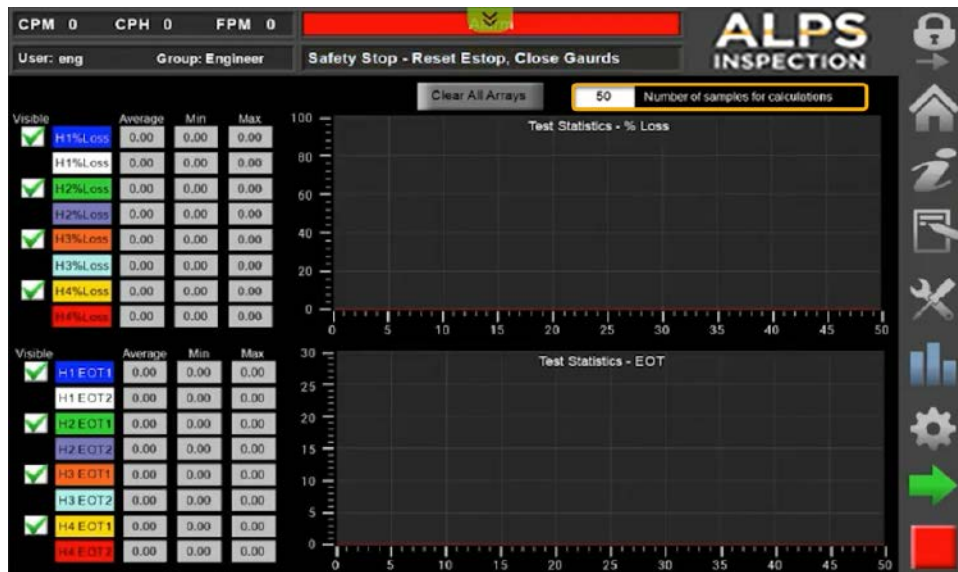 CPM 0 CPH 0 FPM 0
ALPS
INSPECTION
User: eng Group: Engineer
Safety Stop - Reset Estop, Close Gaurds
Clear All Arrays
50 Number of samples for calculations
Visible Average Min Max
H1%Loss 0.00 0.00 0.00
H1%Loss 0.00 0.00 0.00
H2%Loss 0.00 0.00 0.00
H2%Loss 0.00 0.00 0.00
H3%Loss 0.00 0.00 0.00
H3%Loss 0.00 0.00 0.00
H4%Loss 0.00 0.00 0.00
H4%Loss 0.00 0.00 0.00
Test Statistics - % Loss
100
80
60
40
20
0
0 5 10 15 20 25 30 35 40 45 50
Visible Average Min Max
H1 EOT1 0.00 0.00 0.00
H1 EOT2 0.00 0.00 0.00
H2 EOT1 0.00 0.00 0.00
H2 EOT2 0.00 0.00 0.00
H3 EOT1 0.00 0.00 0.00
H3 EOT2 0.00 0.00 0.00
H4 EOT1 0.00 0.00 0.00
H4 EOT2 0.00 0.00 0.00
Test Statistics - EOT
30
25
20
15
10
5
0
0 5 10 15 20 25 30 35 40 45 50